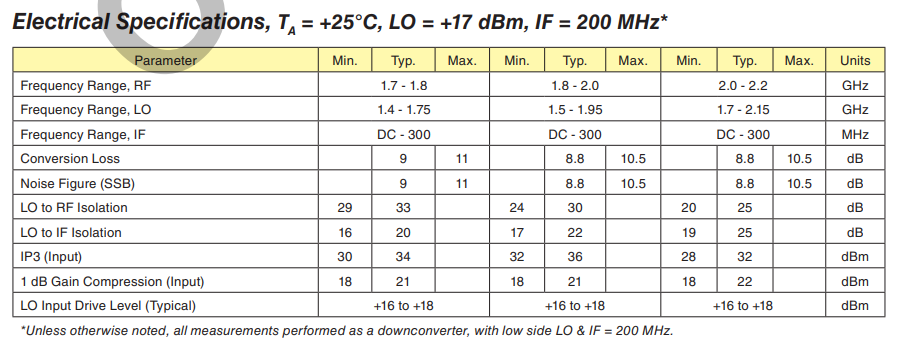 Electrical Specifications, TA = +25°C, LO = +17 dBm, IF = 200 MHz*
Parameter Min. Typ. Max. Min. Typ. Max. Min. Typ. Max. Units
Frequency Range, RF 1.7 - 1.8 1.8 - 2.0 2.0 - 2.2 GHz
Frequency Range, LO 1.4 - 1.75 1.5 - 1.95 1.7 - 2.15 GHz
Frequency Range, IF DC - 300 DC - 300 DC - 300 MHz
Conversion Loss 9 11 8.8 10.5 8.8 10.5 dB
Noise Figure (SSB) 9 11 8.8 10.5 8.8 10.5 dB
LO to RF Isolation 29 33 24 30 20 25 dB
LO to IF Isolation 16 20 17 22 19 25 dB
IP3 (Input) 30 34 32 36 28 32 dBm
1 dB Gain Compression (Input) 18 21 18 21 18 22 dBm
LO Input Drive Level (Typical) +16 to +18 +16 to +18 +16 to +18 dBm
*Unless otherwise noted, all measurements performed as a downconverter, with low side LO & IF = 200 MHz.